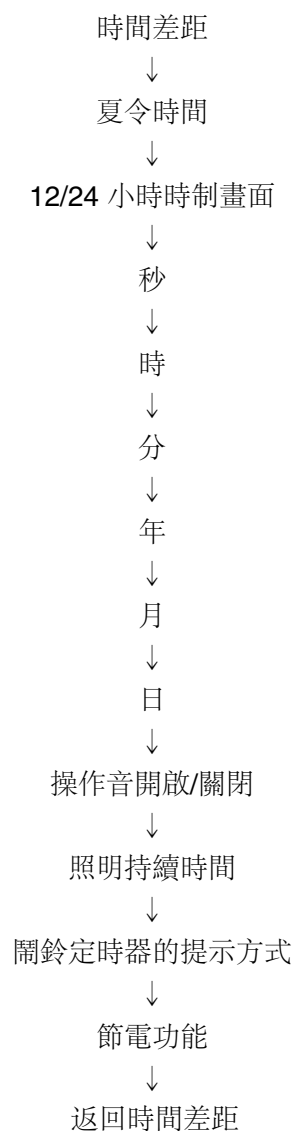 時間差距
↓
夏令時間
↓
12/24 小時時制畫面
↓
秒
↓
時
↓
分
↓
年
↓
月
↓
日
↓
操作音開啟/關閉
↓
照明持續時間
↓
鬧鈴定時器的提示方式
↓
節電功能
↓
返回時間差距